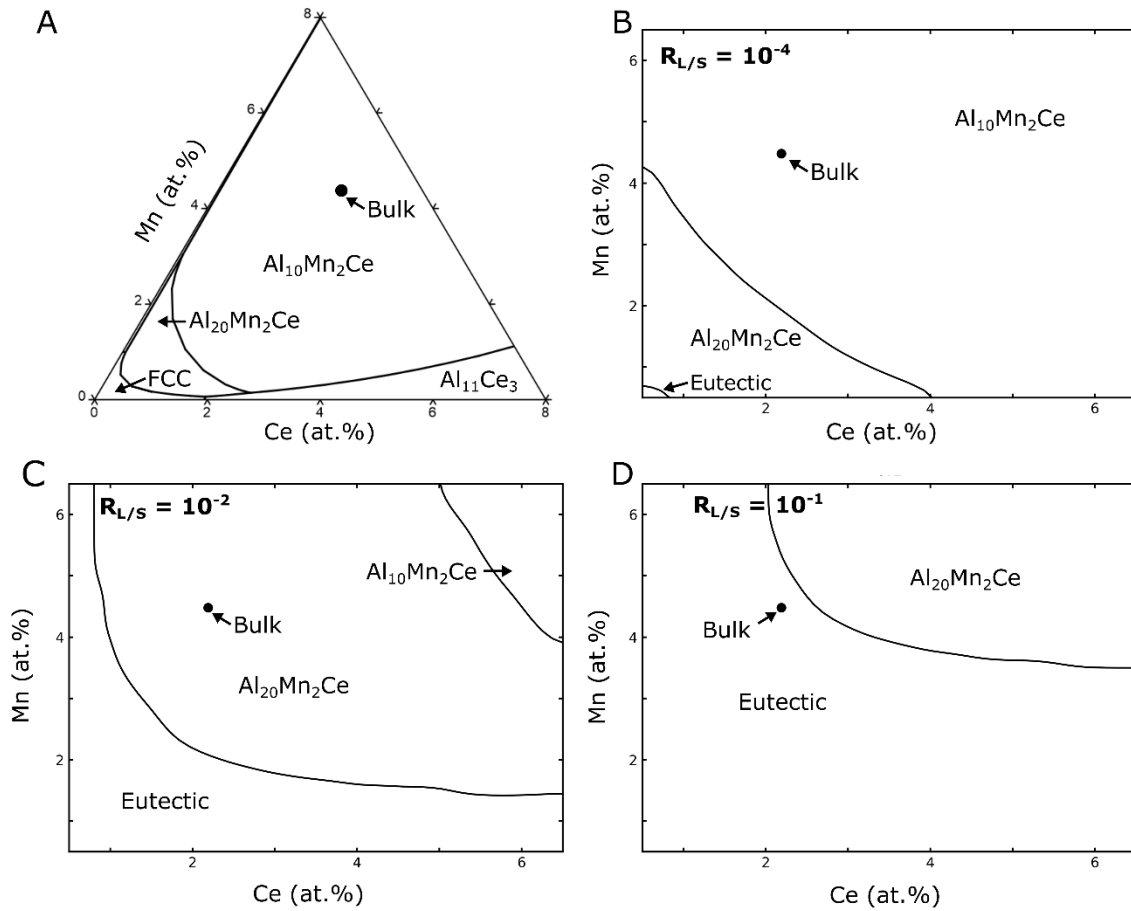 A
8
6
4
2
0
Mn (at.%)
Bulk
Al₁₀Mn₂Ce
Al₂₀Mn₂Ce
FCC
Al₁₁Ce₃
0
2
4
6
8
Ce (at.%)
B
R_L/S = 10⁻⁴
6
4
2
Mn (at.%)
Al₁₀Mn₂Ce
Bulk
Al₂₀Mn₂Ce
Eutectic
2
4
6
Ce (at.%)
C
R_L/S = 10⁻²
6
4
2
Mn (at.%)
Al₁₀Mn₂Ce
Bulk
Al₂₀Mn₂Ce
Eutectic
2
4
6
Ce (at.%)
D
R_L/S = 10⁻¹
6
4
2
Mn (at.%)
Al₂₀Mn₂Ce
Bulk
Eutectic
2
4
6
Ce (at.%)